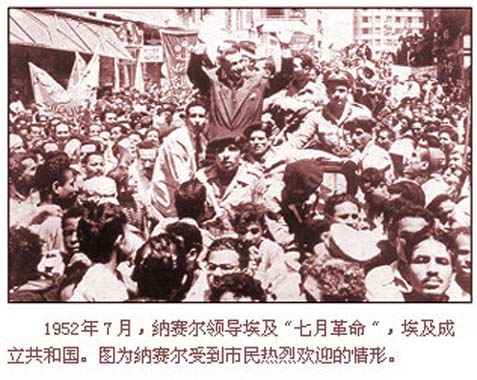 1952年7月，纳赛尔领导埃及“七月革命“，埃及成
立共和国。图为纳赛尔受到市民热烈欢迎的情形。